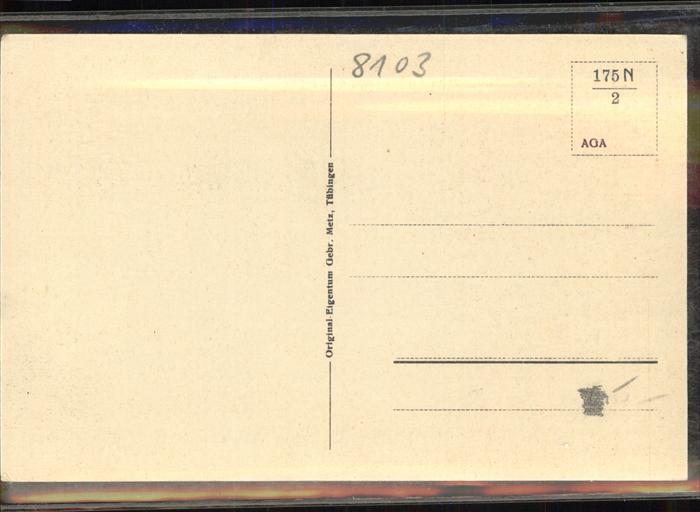 8103
175 N
2
AGA
Original-Eigentum Gebr. Metz, Tübingen